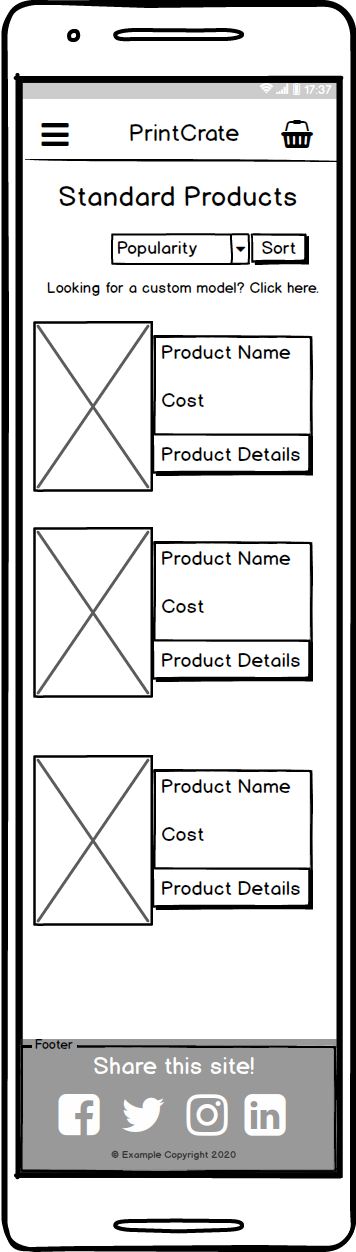 17:37
PrintCrate
Standard Products
Popularity Sort
Looking for a custom model? Click here.
Product Name
Cost
Product Details
Product Name
Cost
Product Details
Product Name
Cost
Product Details
Footer
Share this site!
© Example Copyright 2020